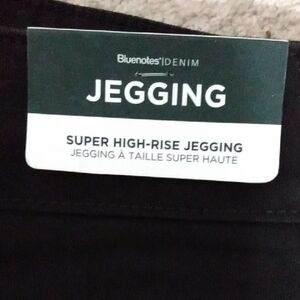 Bluenotes|DENIM
JEGGING
SUPER HIGH-RISE JEGGING
JEGGING À TAILLE SUPER HAUTE